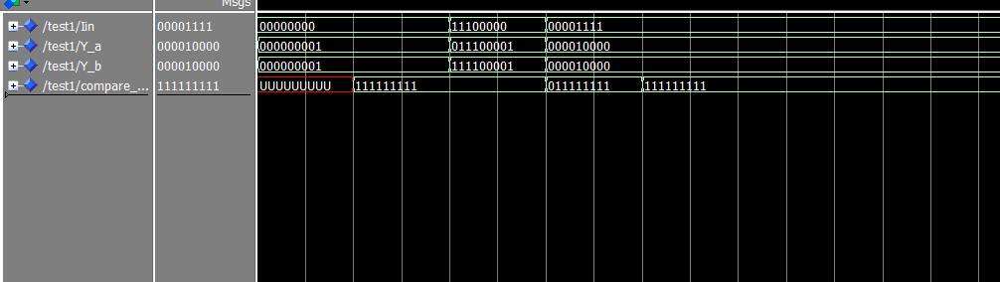 Msgs
/test1/Iin 00001111 00000000 11100000 00001111
/test1/Y_a 000010000 000000001 011100001 000010000
/test1/Y_b 000010000 000000001 111100001 000010000
/test1/compare_... 111111111 UUUUUUUUU 111111111 011111111 111111111